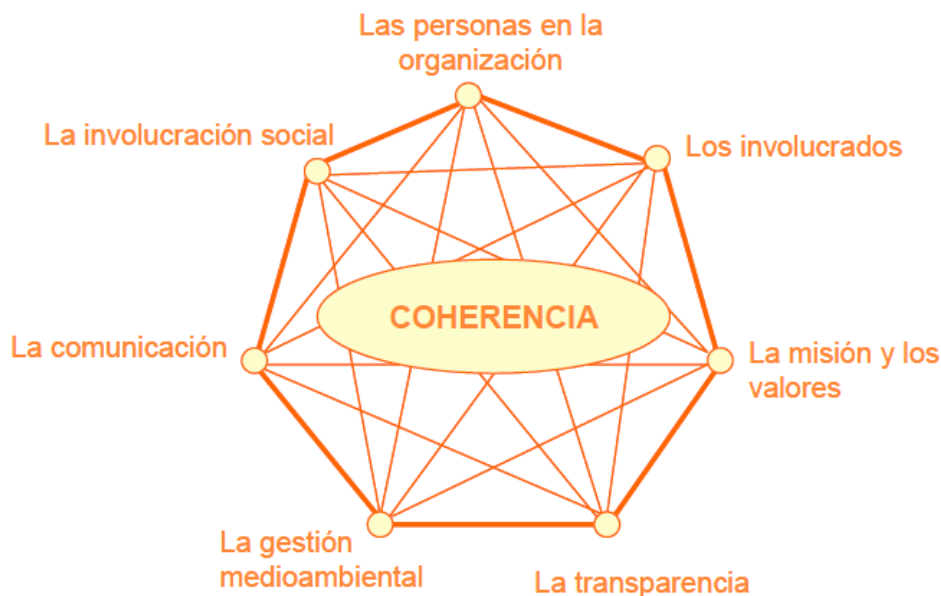 Las personas en la
organización
La involucración social
Los involucrados
COHERENCIA
La comunicación
La misión y los
valores
La gestión
medioambiental
La transparencia